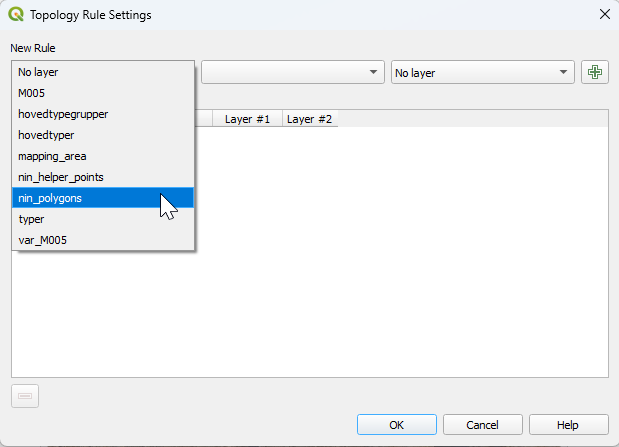 Topology Rule Settings
New Rule
No layer
M005
hovedtypegrupper
hovedtyper
mapping_area
nin_helper_points
nin_polygons
typer
var_M005
No layer
Layer #1
Layer #2
OK
Cancel
Help